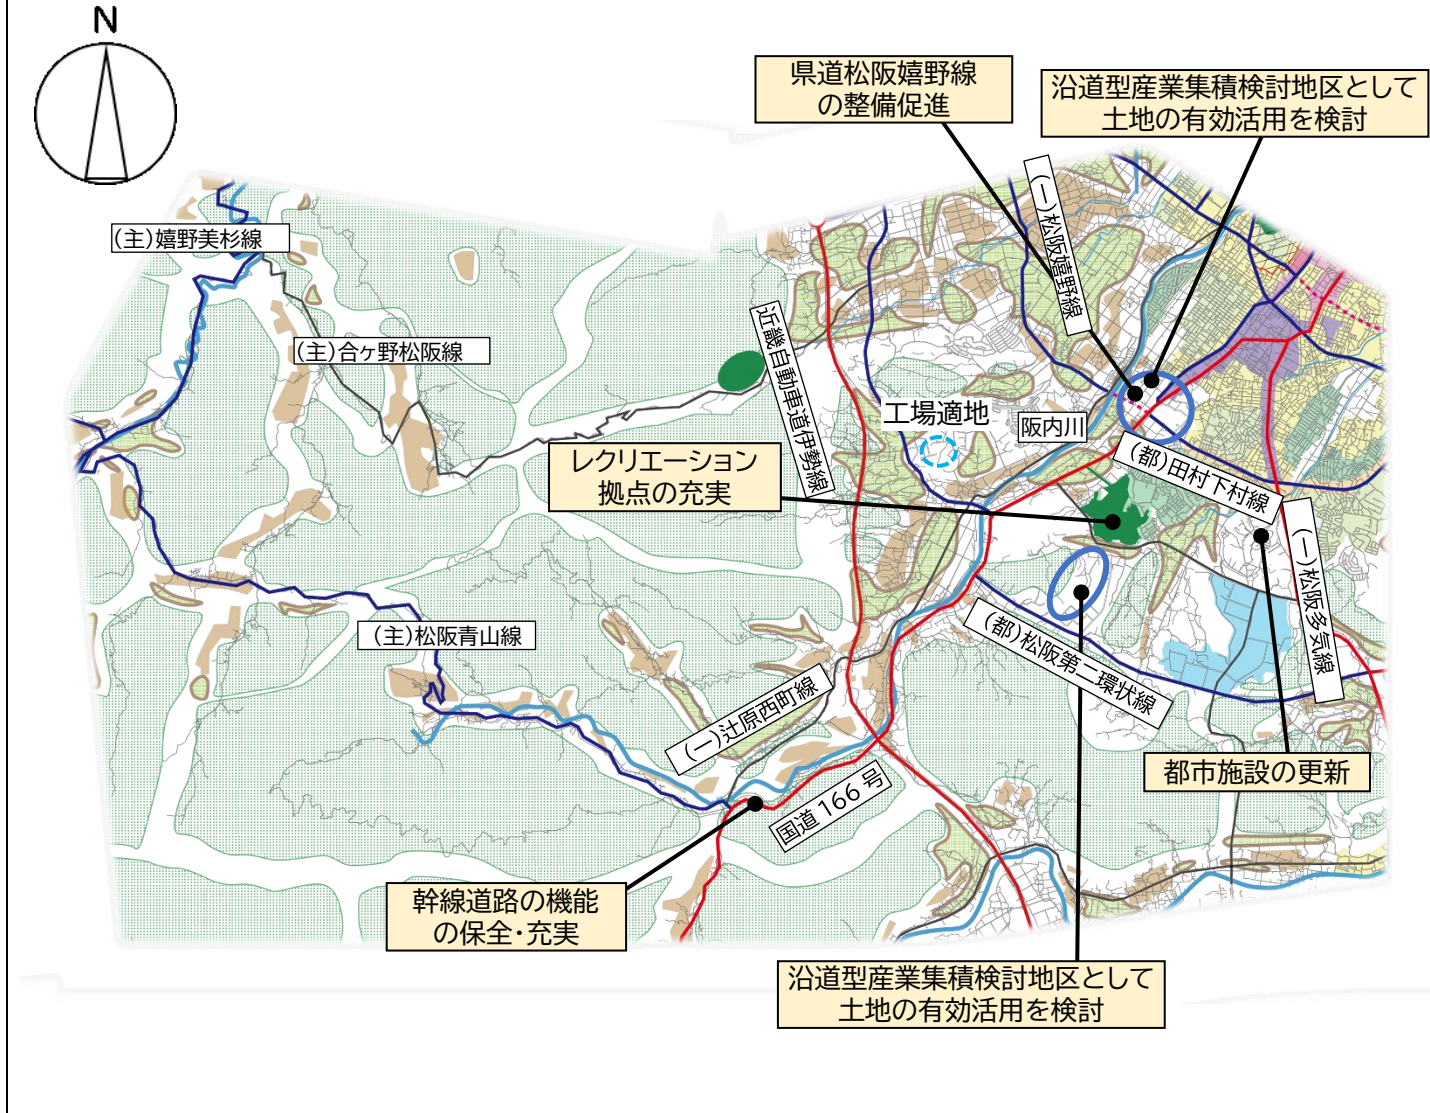 N
県道松阪嬉野線
の整備促進
沿道型産業集積検討地区として
土地の有効活用を検討
(一)松阪嬉野線
(主)嬉野美杉線
(主)合ヶ野松阪線
近畿自動車道伊勢線
工場適地
阪内川
レクリエーション
拠点の充実
(都)田村下村線
(一)松阪多気線
(主)松阪青山線
(都)松阪第二環状線
(一)辻原西町線
都市施設の更新
国道166号
幹線道路の機能
の保全・充実
沿道型産業集積検討地区として
土地の有効活用を検討